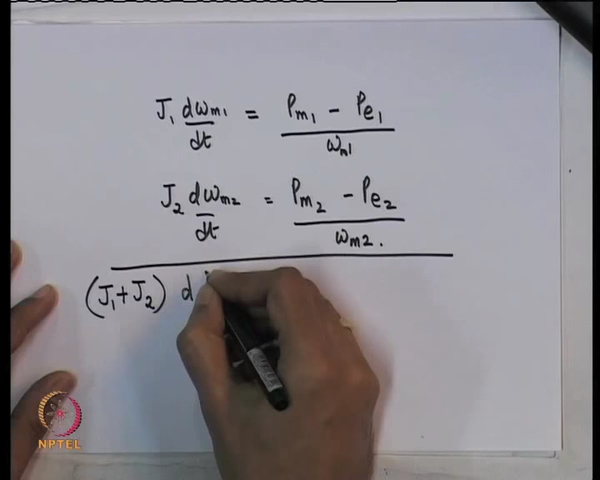 J₁ dωm₁/dt = Pm₁ - Pe₁ / ωm1
J₂ dωm₂/dt = Pm₂ - Pe₂ / ωm2.
(J₁+J₂) d
NPTEL